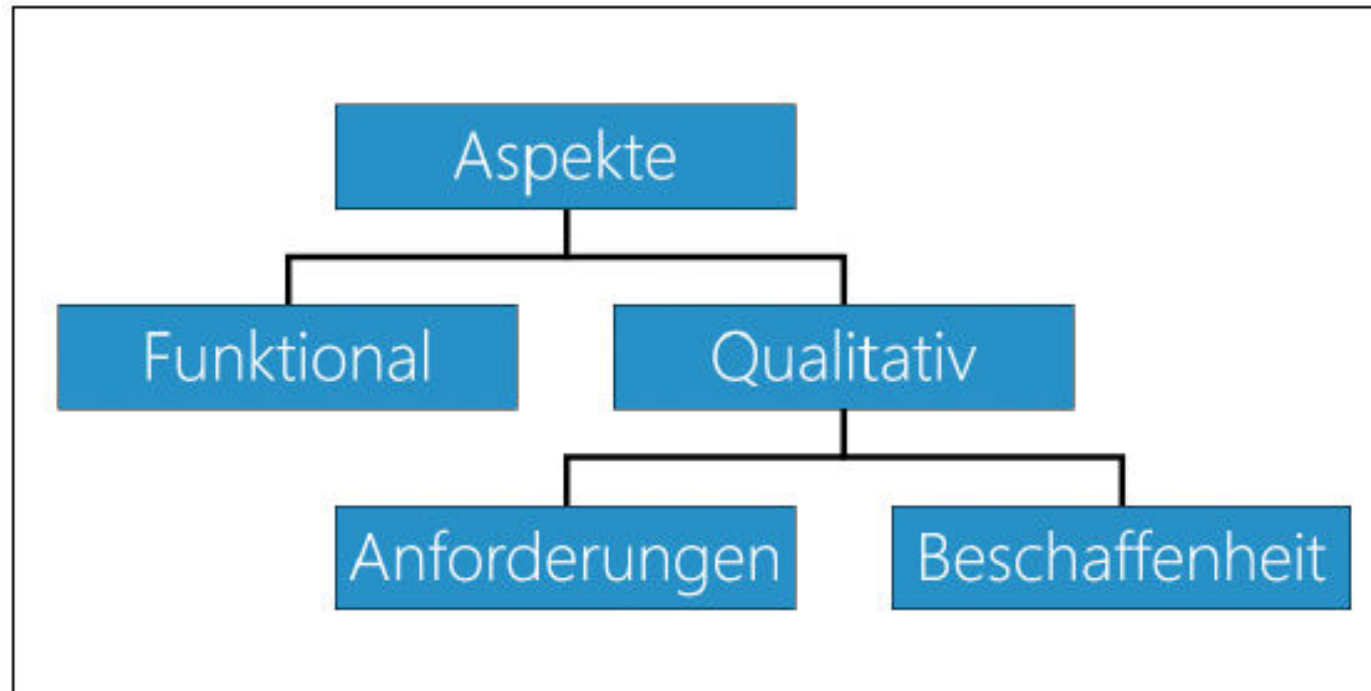 Aspekte
Funktional
Qualitativ
Anforderungen
Beschaffenheit